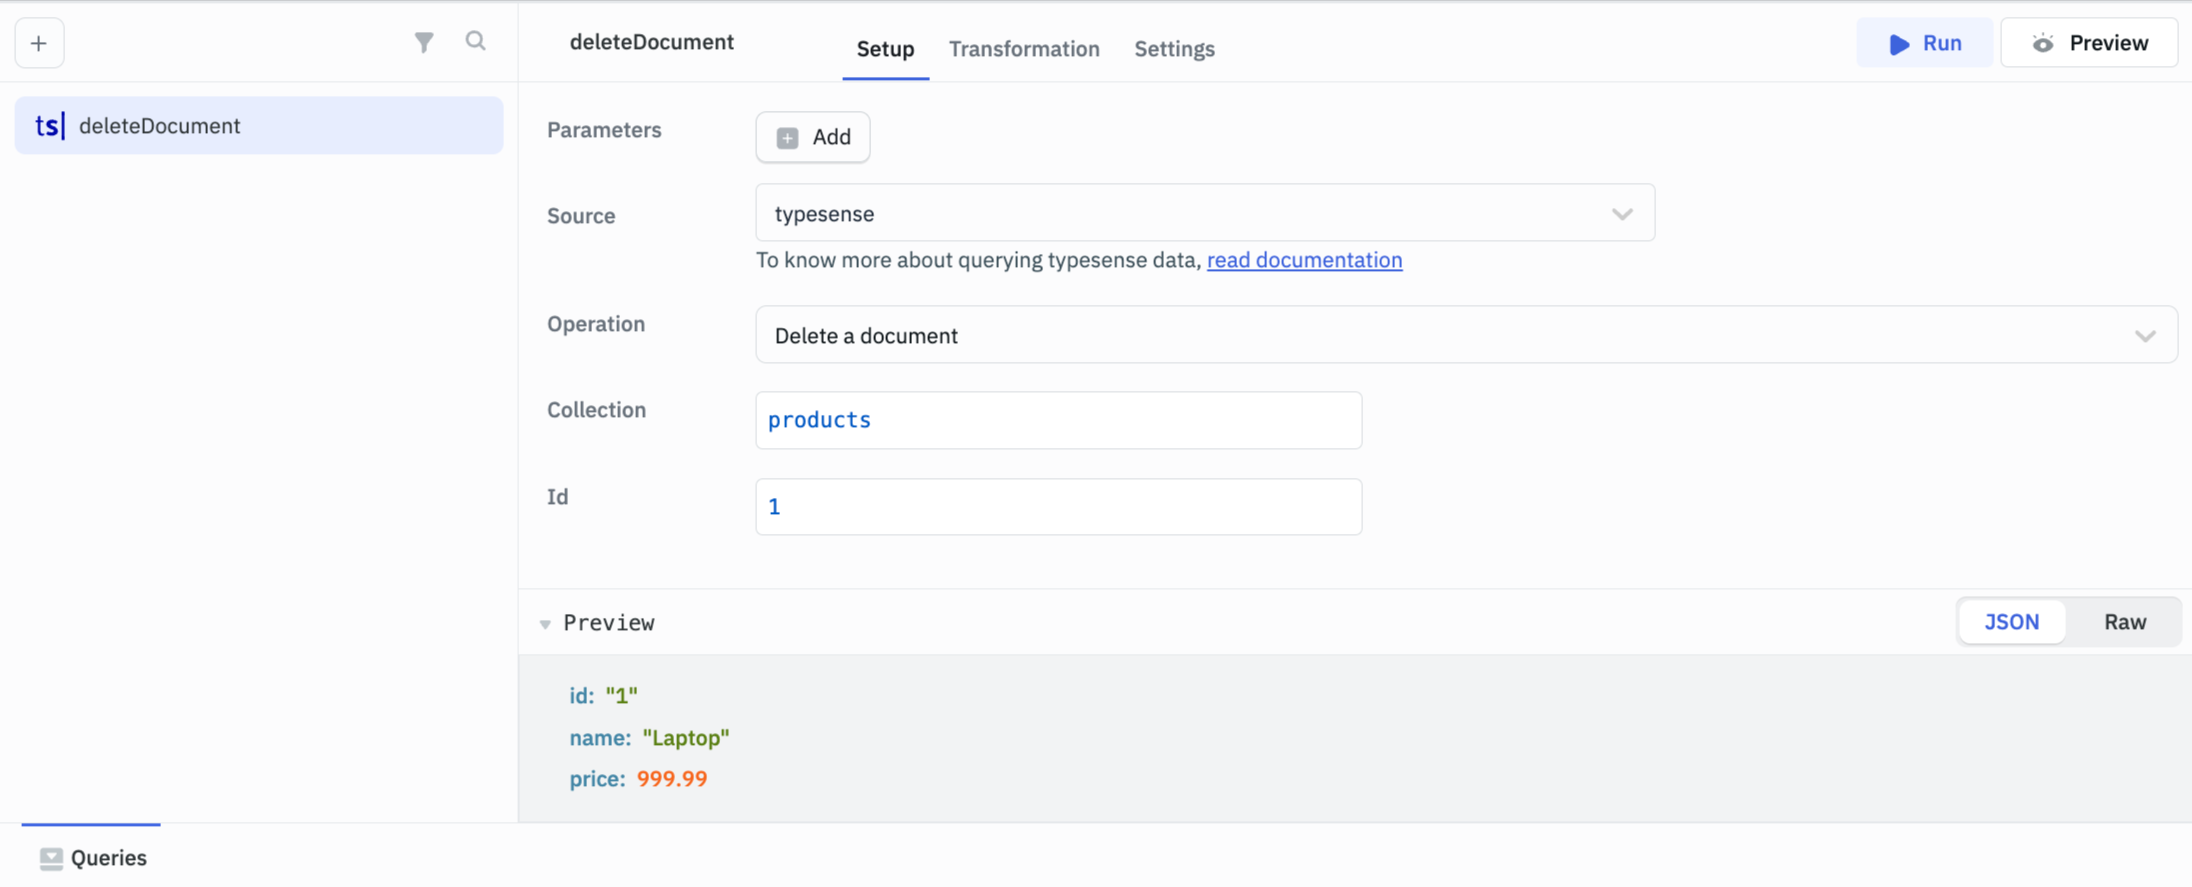 deleteDocument
Setup
Transformation
Settings
Run
Preview
ts| deleteDocument
Parameters
Add
Source
typesense
To know more about querying typesense data, read documentation
Operation
Delete a document
Collection
products
Id
1
Preview
JSON
Raw
id: "1"
name: "Laptop"
price: 999.99
Queries